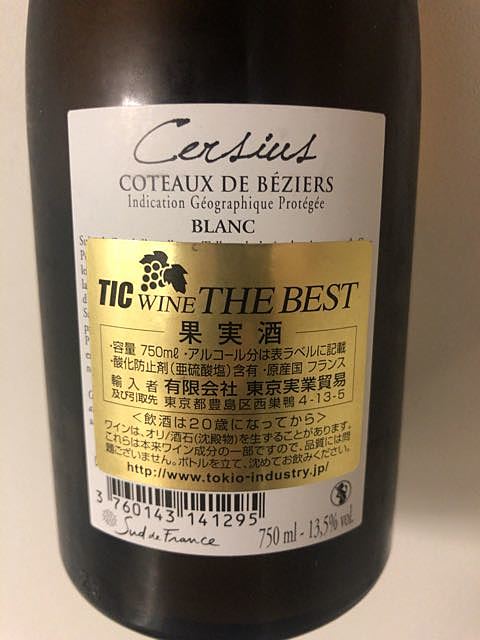 Cersius
COTEAUX DE BÉZIERS
Indication Géographique Protégée
BLANC
TIC WINE THE BEST
果実酒
・容量 750mℓ ・アルコール分は表ラベルに記載
・酸化防止剤(亜硫酸塩)含有・原産国 フランス
輸入者及び引取先 有限会社 東京実業貿易
東京都豊島区西巣鴨4-13-5
<飲酒は20歳になってから>
ワインは、オリ/酒石(沈殿物)を生ずることがあります。
これらは本来ワイン成分の一部ですので、品質には問
題ございません。ボトルを立て、沈めてお飲みください。
http://www.tokio-industry.jp/
3 760143 141295
Sud de France
750 ml - 13,5% vol.